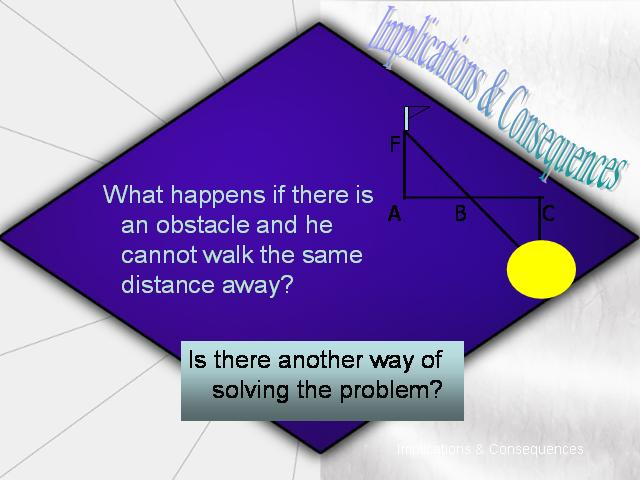 Implications & Consequences
F
What happens if there is
an obstacle and he
cannot walk the same
distance away?
A B C
Is there another way of
solving the problem?
Implications & Consequences